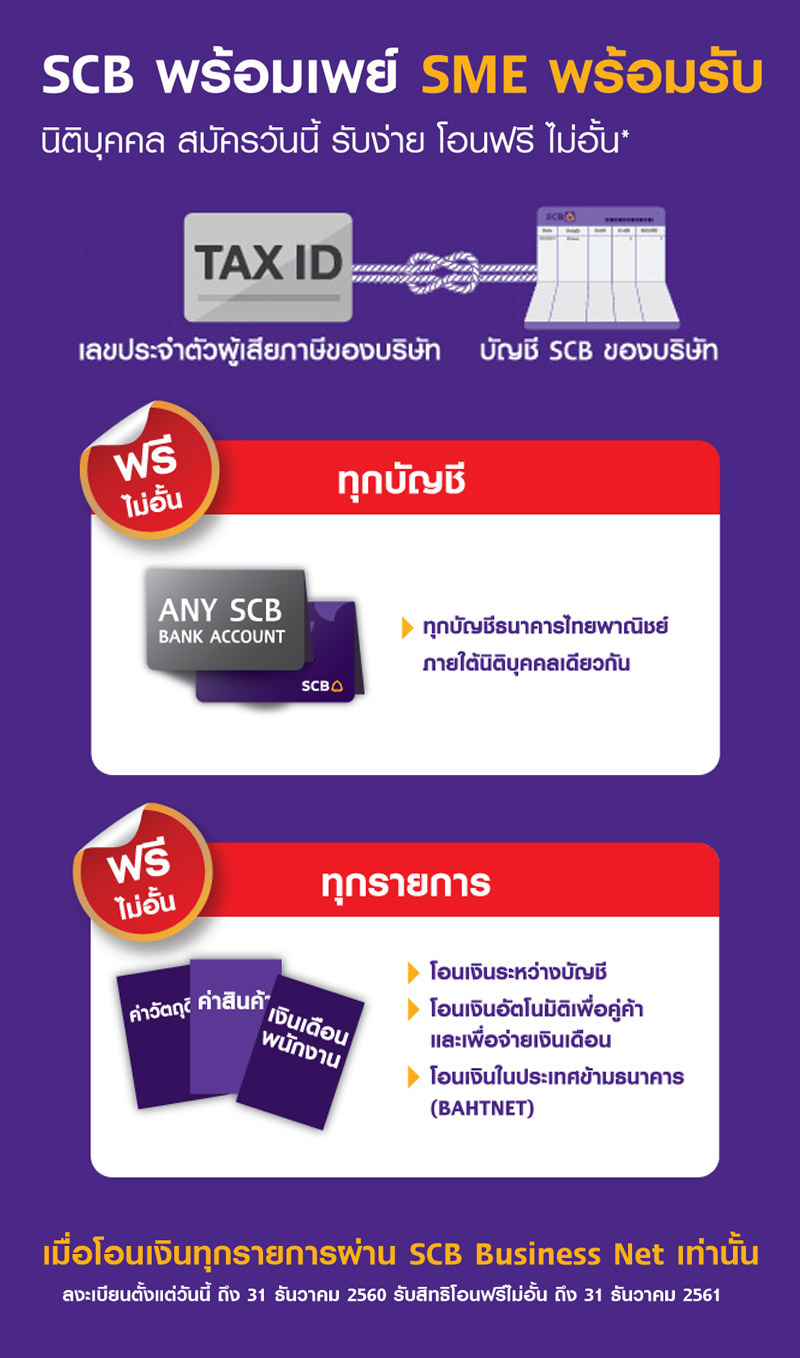 SCB พร้อมเพย์ SME พร้อมรับ
นิติบุคคล สมัครวันนี้ รับง่าย โอนฟรี ไม่อั้น*
TAX ID
SCB
เลขประจำตัวผู้เสียภาษีของบริษัท
บัญชี SCB ของบริษัท
ฟรี
ไม่อั้น
ทุกบัญชี
ANY SCB
BANK ACCOUNT
SCB
ทุกบัญชีธนาคารไทยพาณิชย์
ภายใต้นิติบุคคลเดียวกัน
ฟรี
ไม่อั้น
ทุกรายการ
ค่าวัตถุดิ
ค่าสินค้า
เงินเดือน
พนักงาน
โอนเงินระหว่างบัญชี
โอนเงินอัตโนมัติเพื่อคู่ค้า
และเพื่อจ่ายเงินเดือน
โอนเงินในประเทศข้ามธนาคาร
(BAHTNET)
เมื่อโอนเงินทุกรายการผ่าน SCB Business Net เท่านั้น
ลงะเบียนตั้งแต่วันนี้ ถึง 31 ธันวาคม 2560 รับสิทธิโอนฟรีไม่อั้น ถึง 31 ธันวาคม 2561